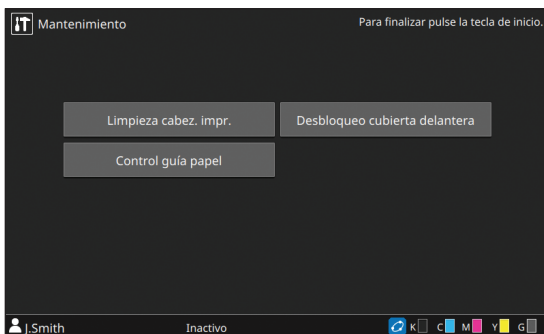 Mantenimiento
Para finalizar pulse la tecla de inicio.
Limpieza cabez. impr.
Desbloqueo cubierta delantera
Control guía papel
J.Smith
Inactivo
K C M Y G